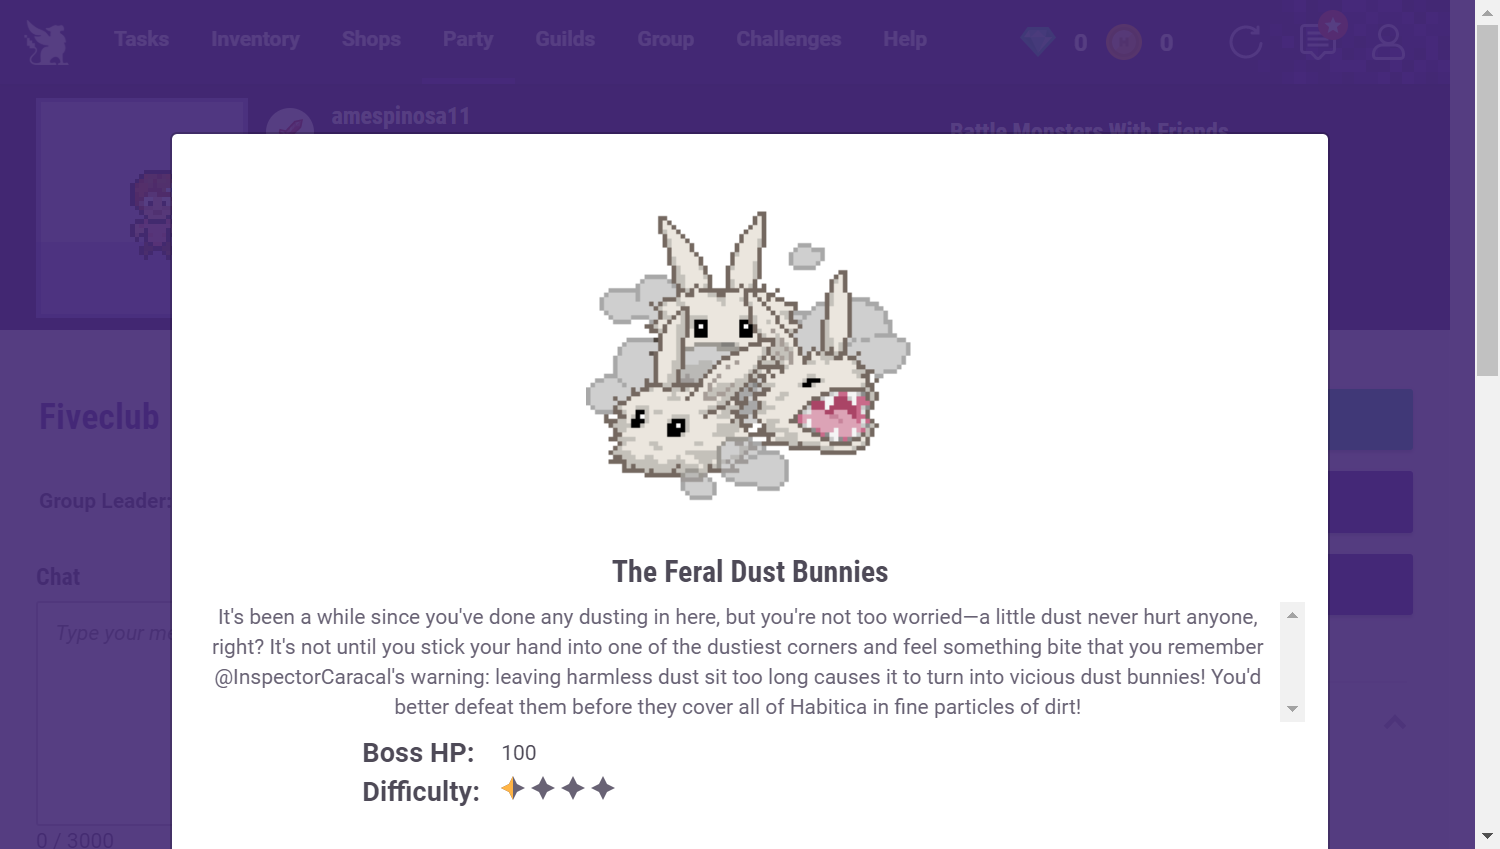 Tasks Inventory Shops Party Guilds Group Challenges Help 0 0
amespinosa11
Battle Monsters With Friends
Fiveclub
Group Leader:
Chat
Type your me
0 / 3000
The Feral Dust Bunnies
It's been a while since you've done any dusting in here, but you're not too worried—a little dust never hurt anyone,
right? It's not until you stick your hand into one of the dustiest corners and feel something bite that you remember
@InspectorCaracal's warning: leaving harmless dust sit too long causes it to turn into vicious dust bunnies! You'd
better defeat them before they cover all of Habitica in fine particles of dirt!
Boss HP: 100
Difficulty: